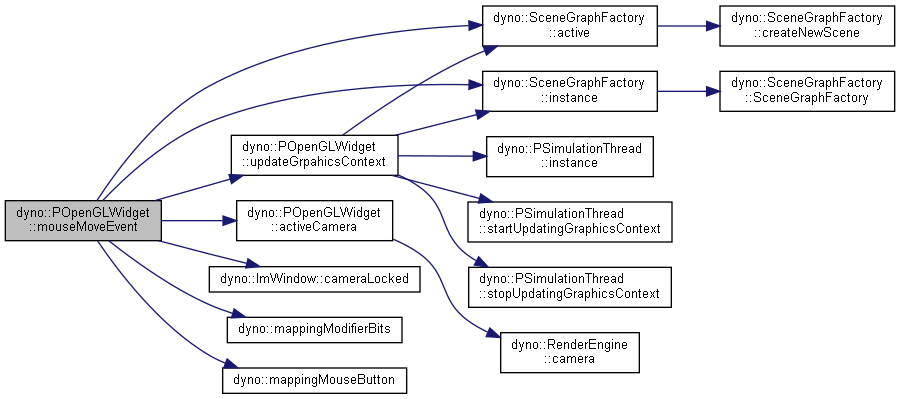 dyno::POpenGLWidget
::mouseMoveEvent
dyno::SceneGraphFactory
::active
dyno::SceneGraphFactory
::createNewScene
dyno::SceneGraphFactory
::instance
dyno::SceneGraphFactory
::SceneGraphFactory
dyno::POpenGLWidget
::updateGrpahicsContext
dyno::PSimulationThread
::instance
dyno::PSimulationThread
::startUpdatingGraphicsContext
dyno::PSimulationThread
::stopUpdatingGraphicsContext
dyno::POpenGLWidget
::activeCamera
dyno::RenderEngine
::camera
dyno::ImWindow::cameraLocked
dyno::mappingModifierBits
dyno::mappingMouseButton